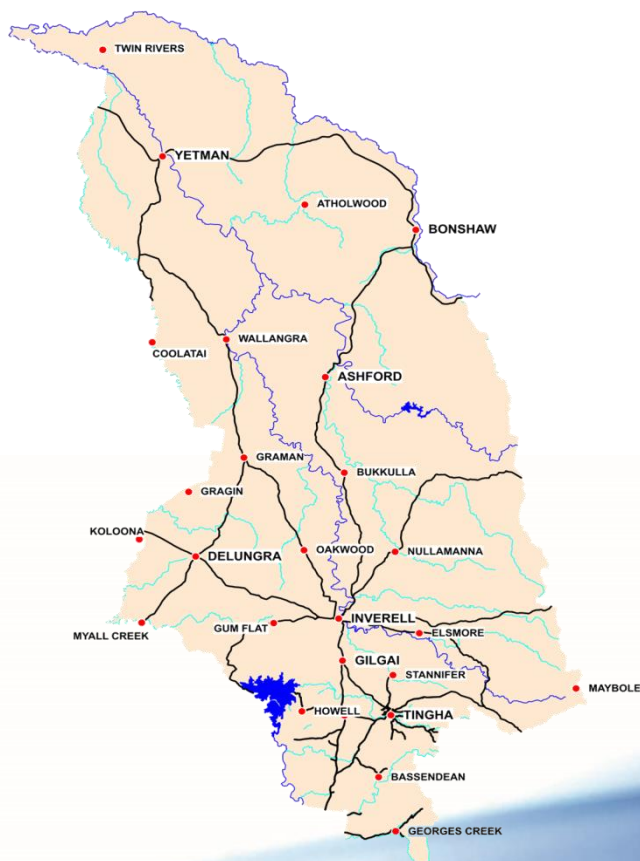 TWIN RIVERS
YETMAN
ATHOLWOOD
BONSHAW
WALLANGRA
COOLATAI
ASHFORD
GRAMAN
BUKKULLA
GRAGIN
KOLOONA
OAKWOOD
NULLAMANNA
DELUNGRA
INVERELL
GUM FLAT
ELSMORE
MYALL CREEK
GILGAI
STANNIFER
MAYBOLE
HOWELL
TINGHA
BASSENDEAN
GEORGES CREEK